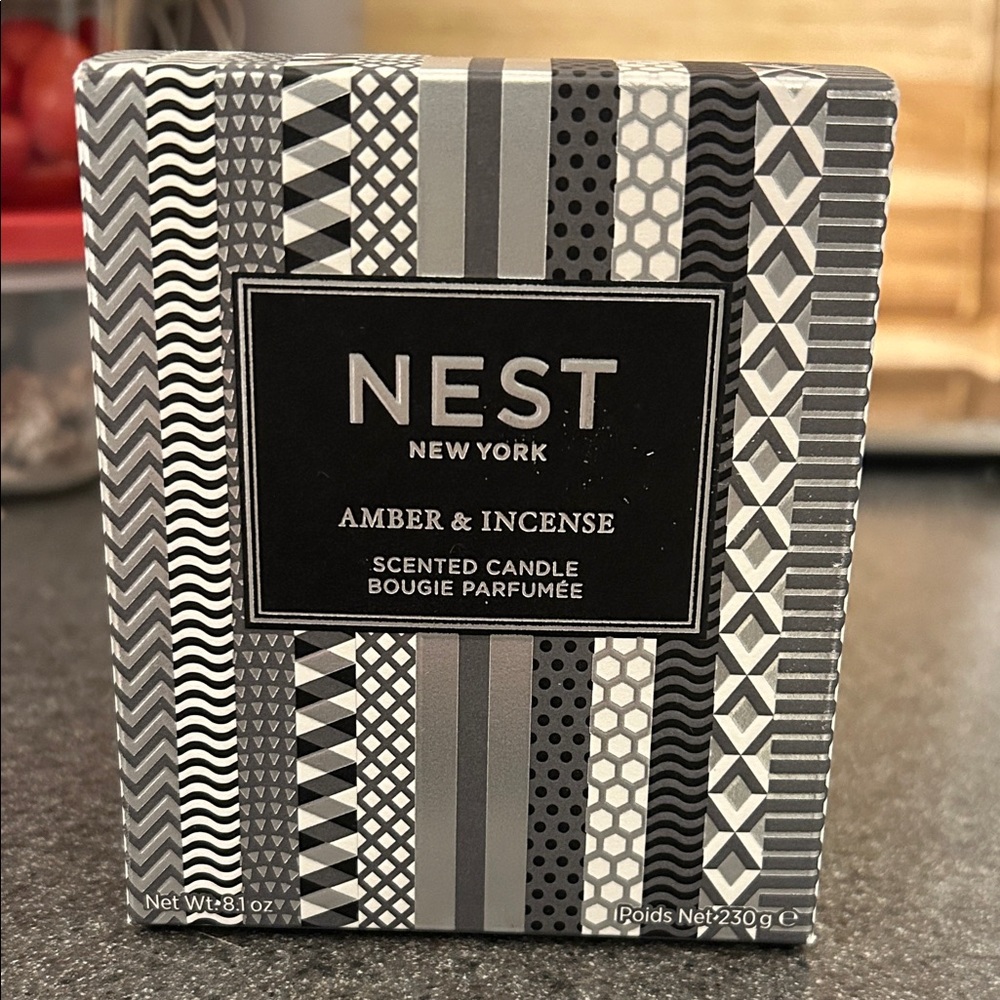 NEST
NEW YORK
AMBER & INCENSE
SCENTED CANDLE
BOUGIE PARFUMÉE
Net Wt• 8.1 oz
Poids Net• 230 g ℮